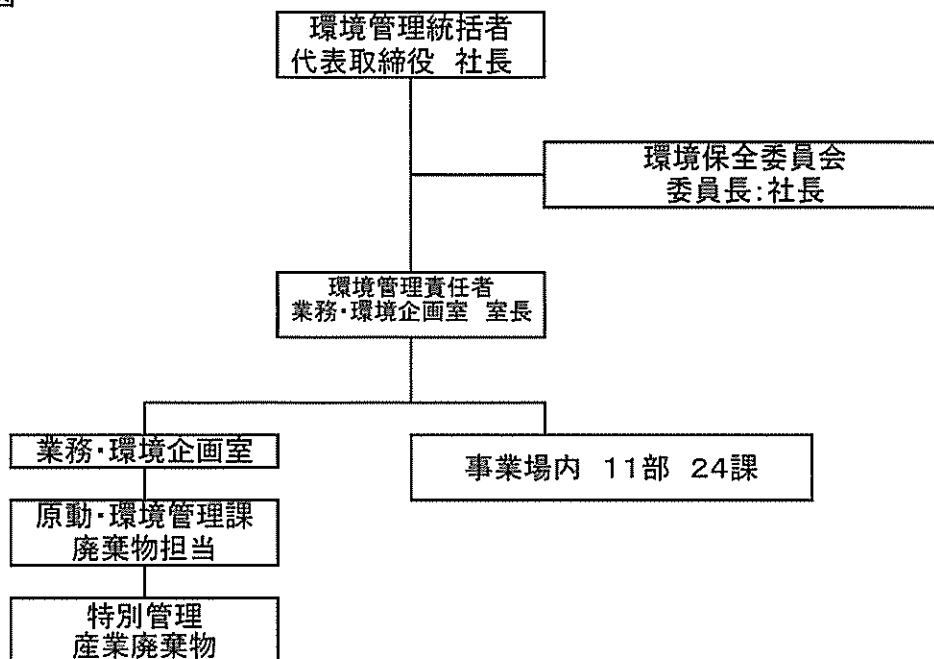 環境管理統括者
代表取締役 社長
環境保全委員会
委員長:社長
環境管理責任者
業務・環境企画室 室長
業務・環境企画室
事業場内 11部 24課
原動・環境管理課
廃棄物担当
特別管理
産業廃棄物